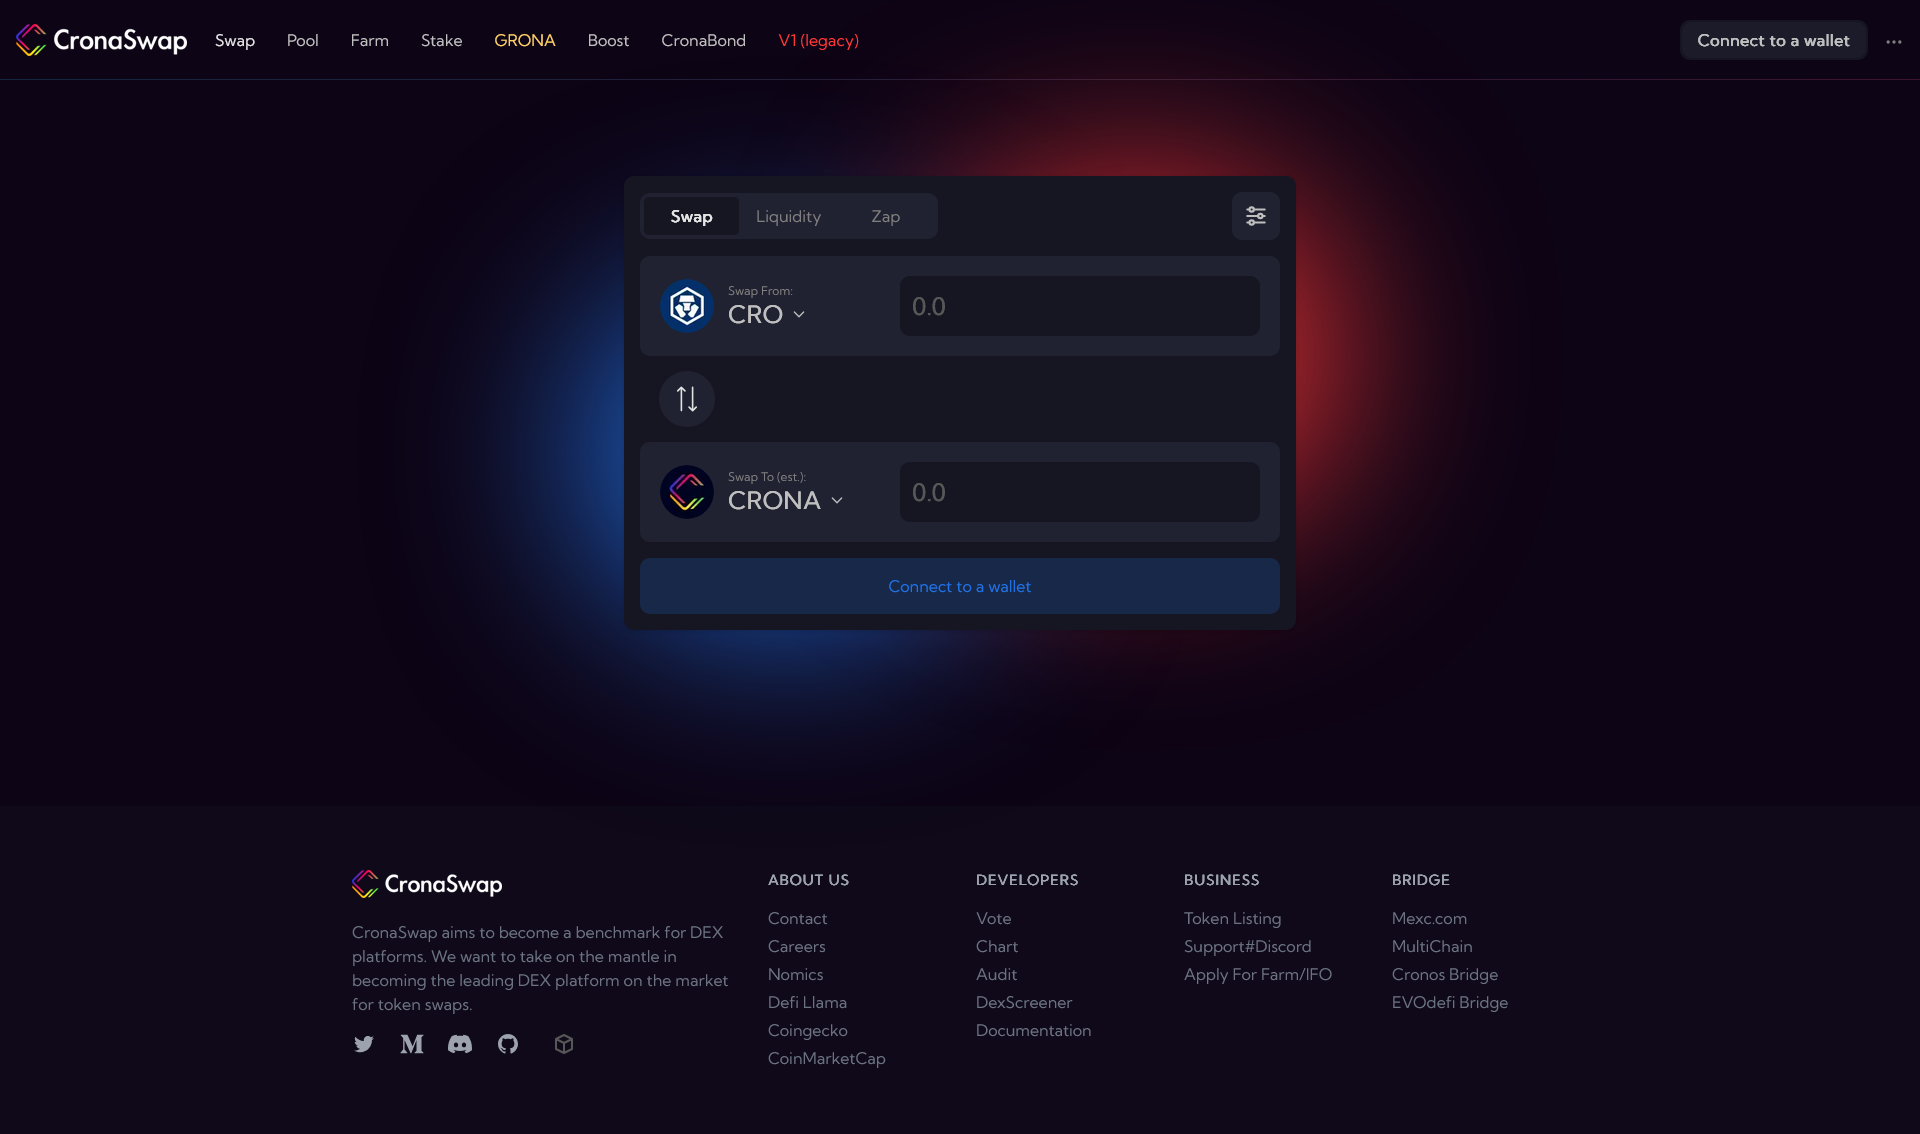 CronaSwap
Swap
Pool
Farm
Stake
GRONA
Boost
CronaBond
V1 (legacy)
Connect to a wallet
Swap
Liquidity
Zap
Swap From:
CRO
0.0
Swap To (est.):
CRONA
0.0
Connect to a wallet
CronaSwap
CronaSwap aims to become a benchmark for DEX
platforms. We want to take on the mantle in
becoming the leading DEX platform on the market
for token swaps.
ABOUT US
Contact
Careers
Nomics
Defi Llama
Coingecko
CoinMarketCap
DEVELOPERS
Vote
Chart
Audit
DexScreener
Documentation
BUSINESS
Token Listing
Support#Discord
Apply For Farm/IFO
BRIDGE
Mexc.com
MultiChain
Cronos Bridge
EVOdefi Bridge